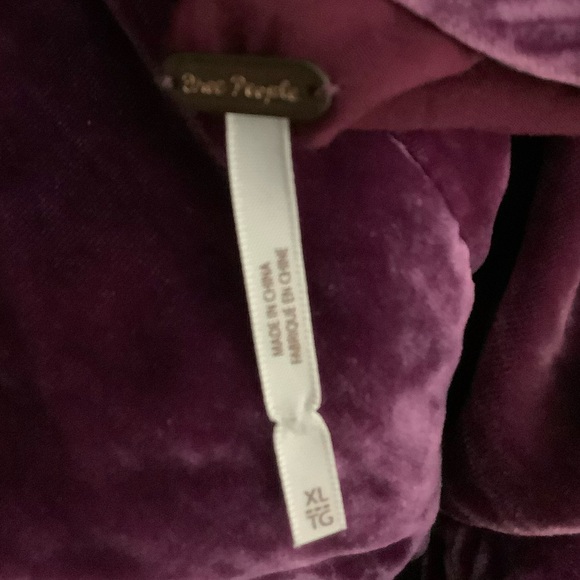 Free People
MADE IN CHINA
FABRIQUÉ EN CHINE
XL
TG